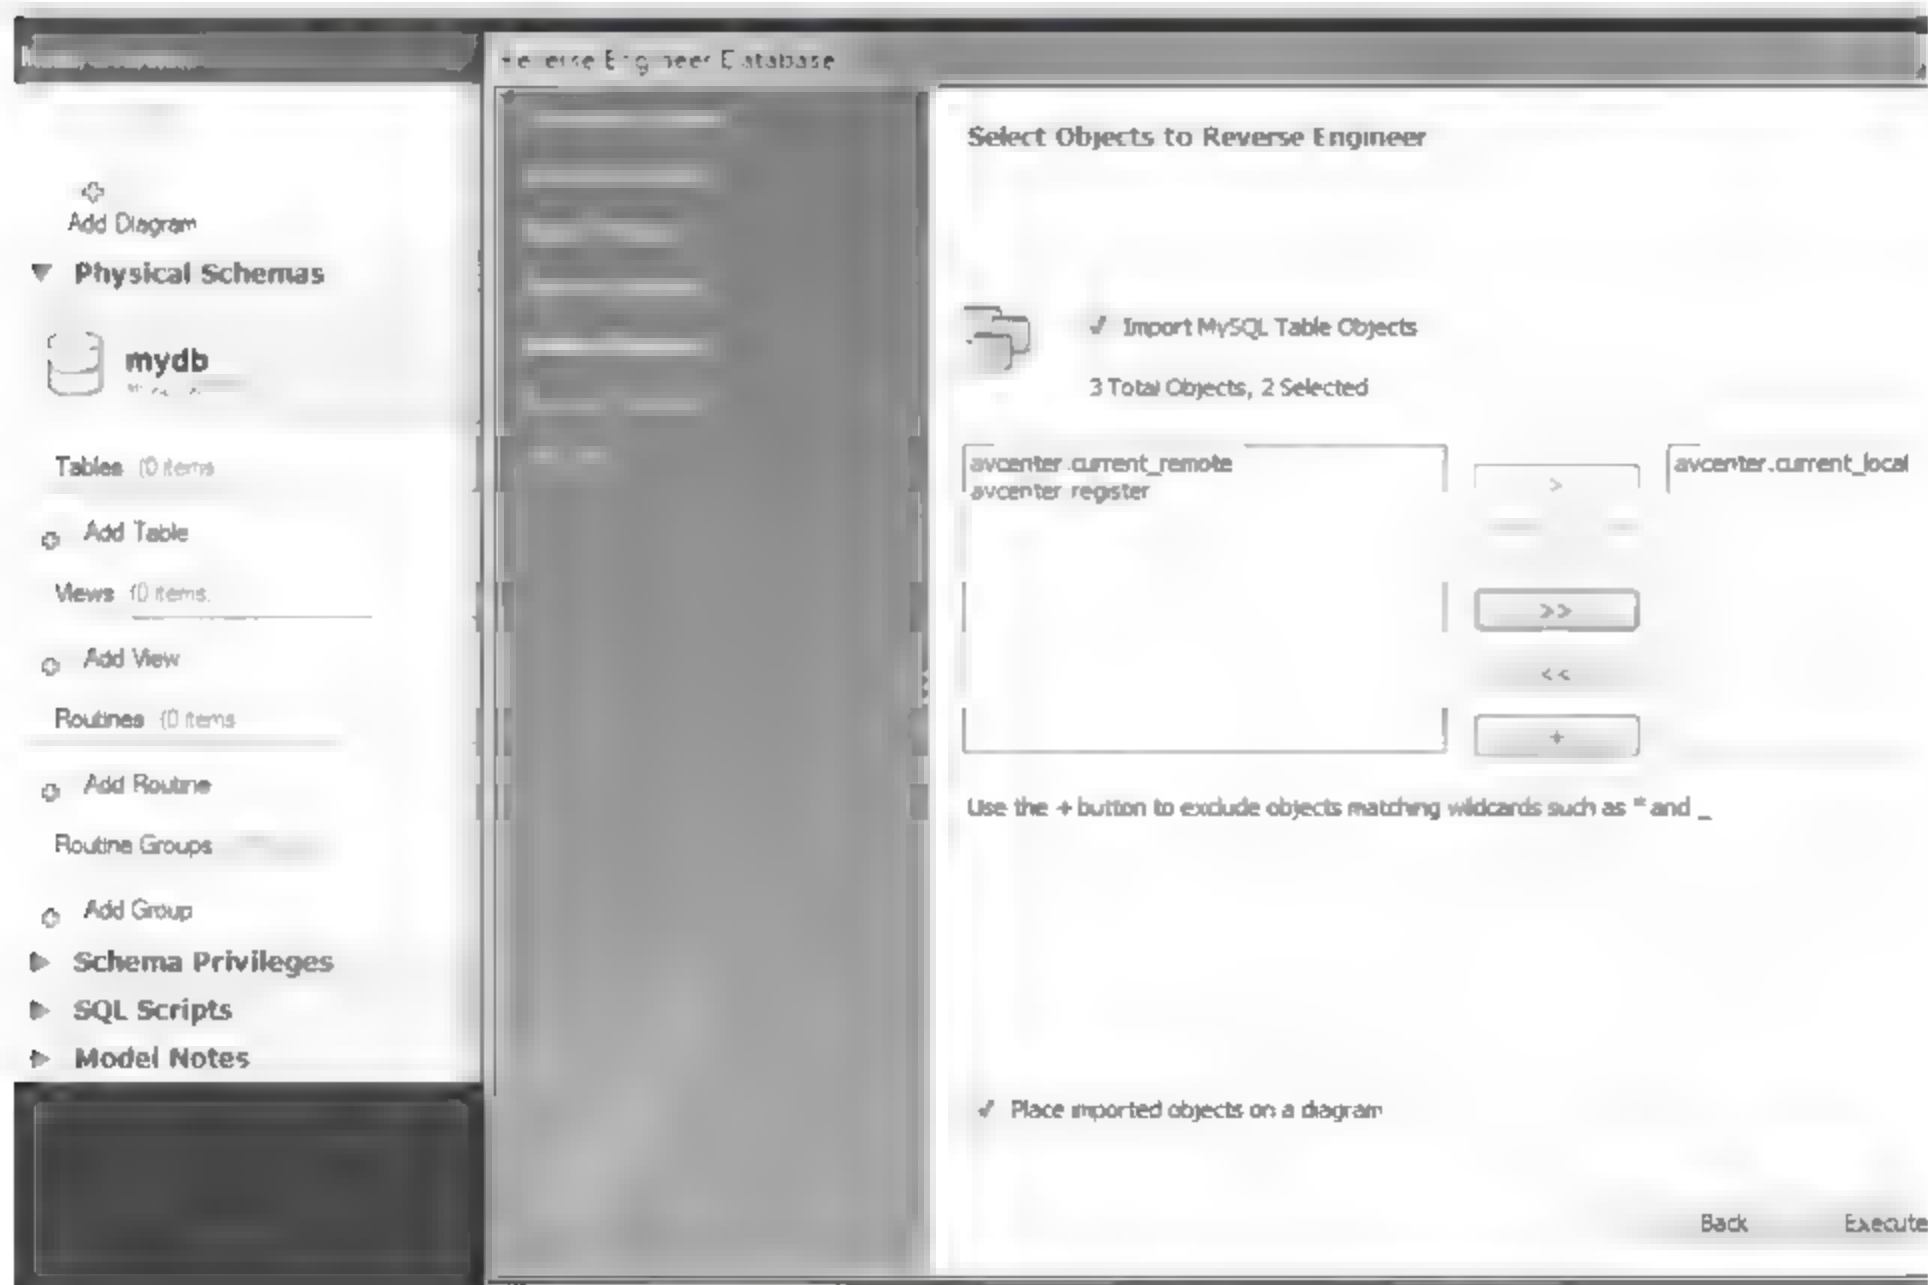 Reverse Engineer Database
Add Diagram
Physical Schemas
mydb
Tables (0 items
Add Table
Views (0 items
Add View
Routines (0 items
Add Routine
Routine Groups
Add Group
Schema Privileges
SQL Scripts
Model Notes
Select Objects to Reverse Engineer
Import MySQL Table Objects
3 Total Objects, 2 Selected
avcenter.current_remote
avcenter.register
>
>>
<<
+
avcenter.current_local
Use the + button to exclude objects matching wildcards such as * and _
Place imported objects on a diagram
Back
Execute